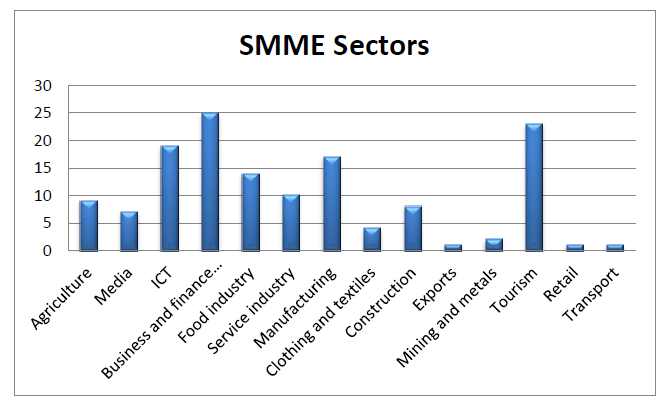 SMME Sectors
30
25
20
15
10
5
0
Agriculture
Media
ICT
Business and finance...
Food industry
Service industry
Manufacturing
Clothing and textiles
Construction
Exports
Mining and metals
Tourism
Retail
Transport